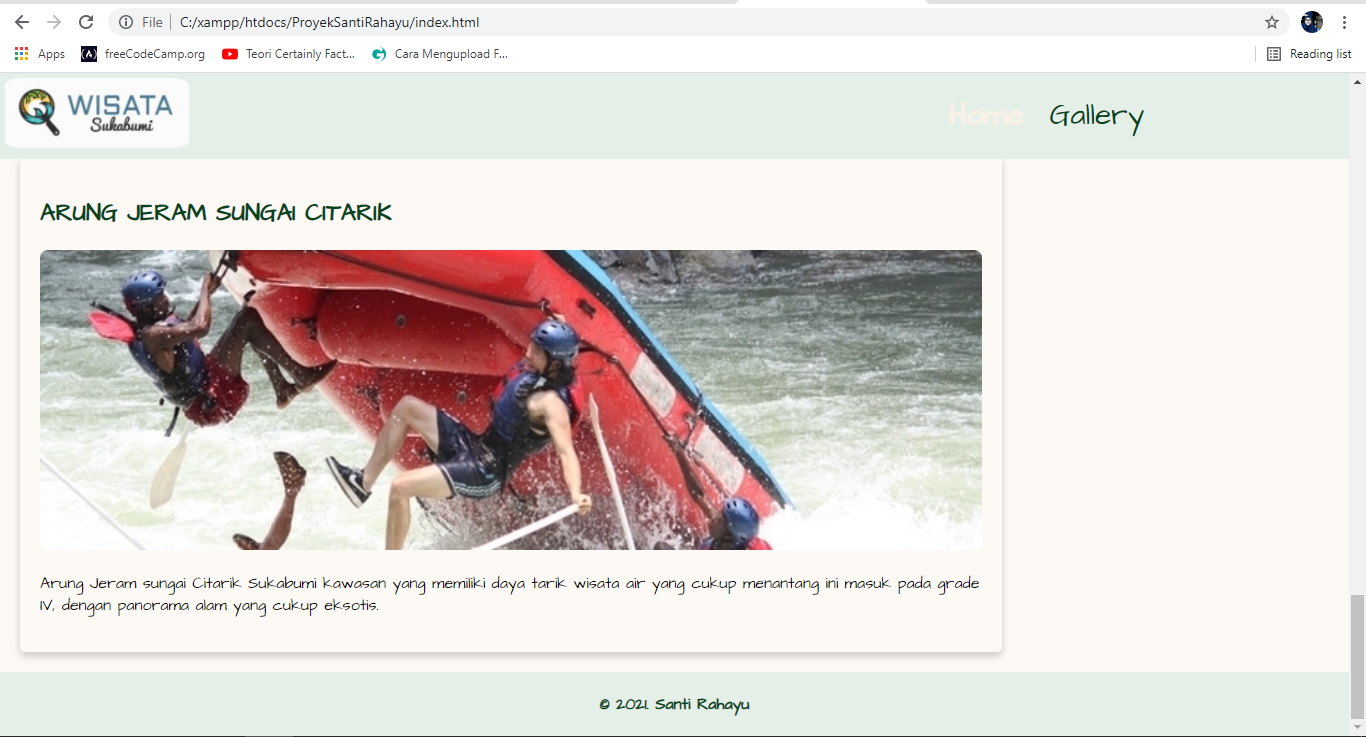 File | C:/xampp/htdocs/ProyekSantiRahayu/index.html
Apps freeCodeCamp.org Teori Certainly Fact... Cara Mengupload F... Reading list
WISATA
Sukabumi
Home Gallery
ARUNG JERAM SUNGAI CITARIK
Arung Jeram sungai Citarik Sukabumi kawasan yang memiliki daya tarik wisata air yang cukup menantang ini masuk pada grade
IV, dengan panorama alam yang cukup eksotis.
© 2021. Santi Rahayu